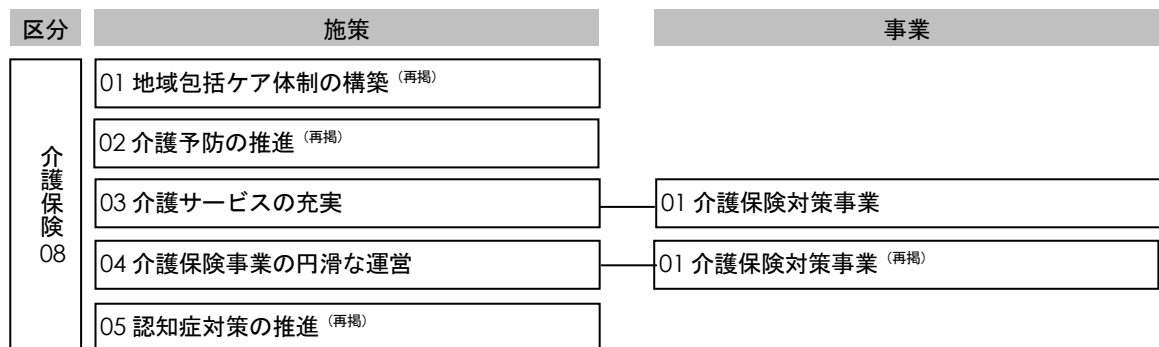 区分 施策 事業
介護保険 08
01 地域包括ケア体制の構築（再掲）
02 介護予防の推進（再掲）
03 介護サービスの充実 01 介護保険対策事業
04 介護保険事業の円滑な運営 01 介護保険対策事業（再掲）
05 認知症対策の推進（再掲）